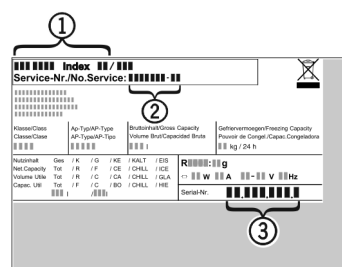 1
Index /
Service-Nr./No.Service: -
2
Klasse/Class
Classe/Clase
Ap-Typ/AP-Type
AP-Type/AP-Tipo
Bruttoinhalt/Gross Capacity
Volume Brut/Capacidad Bruta
l
Gefriervermoegen/Freezing Capacity
Pouvoir de Congel./Capac.Congeladora
kg / 24 h
Nutzinhalt Ges / K / G / KE / KALT / EIS
Net.Capacity Tot / R / F / CE / CHILL / ICE
Volume Utile Tot / R / C / CA / CHILL / GLA
Capac. Util Tot / F / C / BO / CHILL / HIE
l / l
R : g
W A - V Hz
Serial-Nr. . . .
3